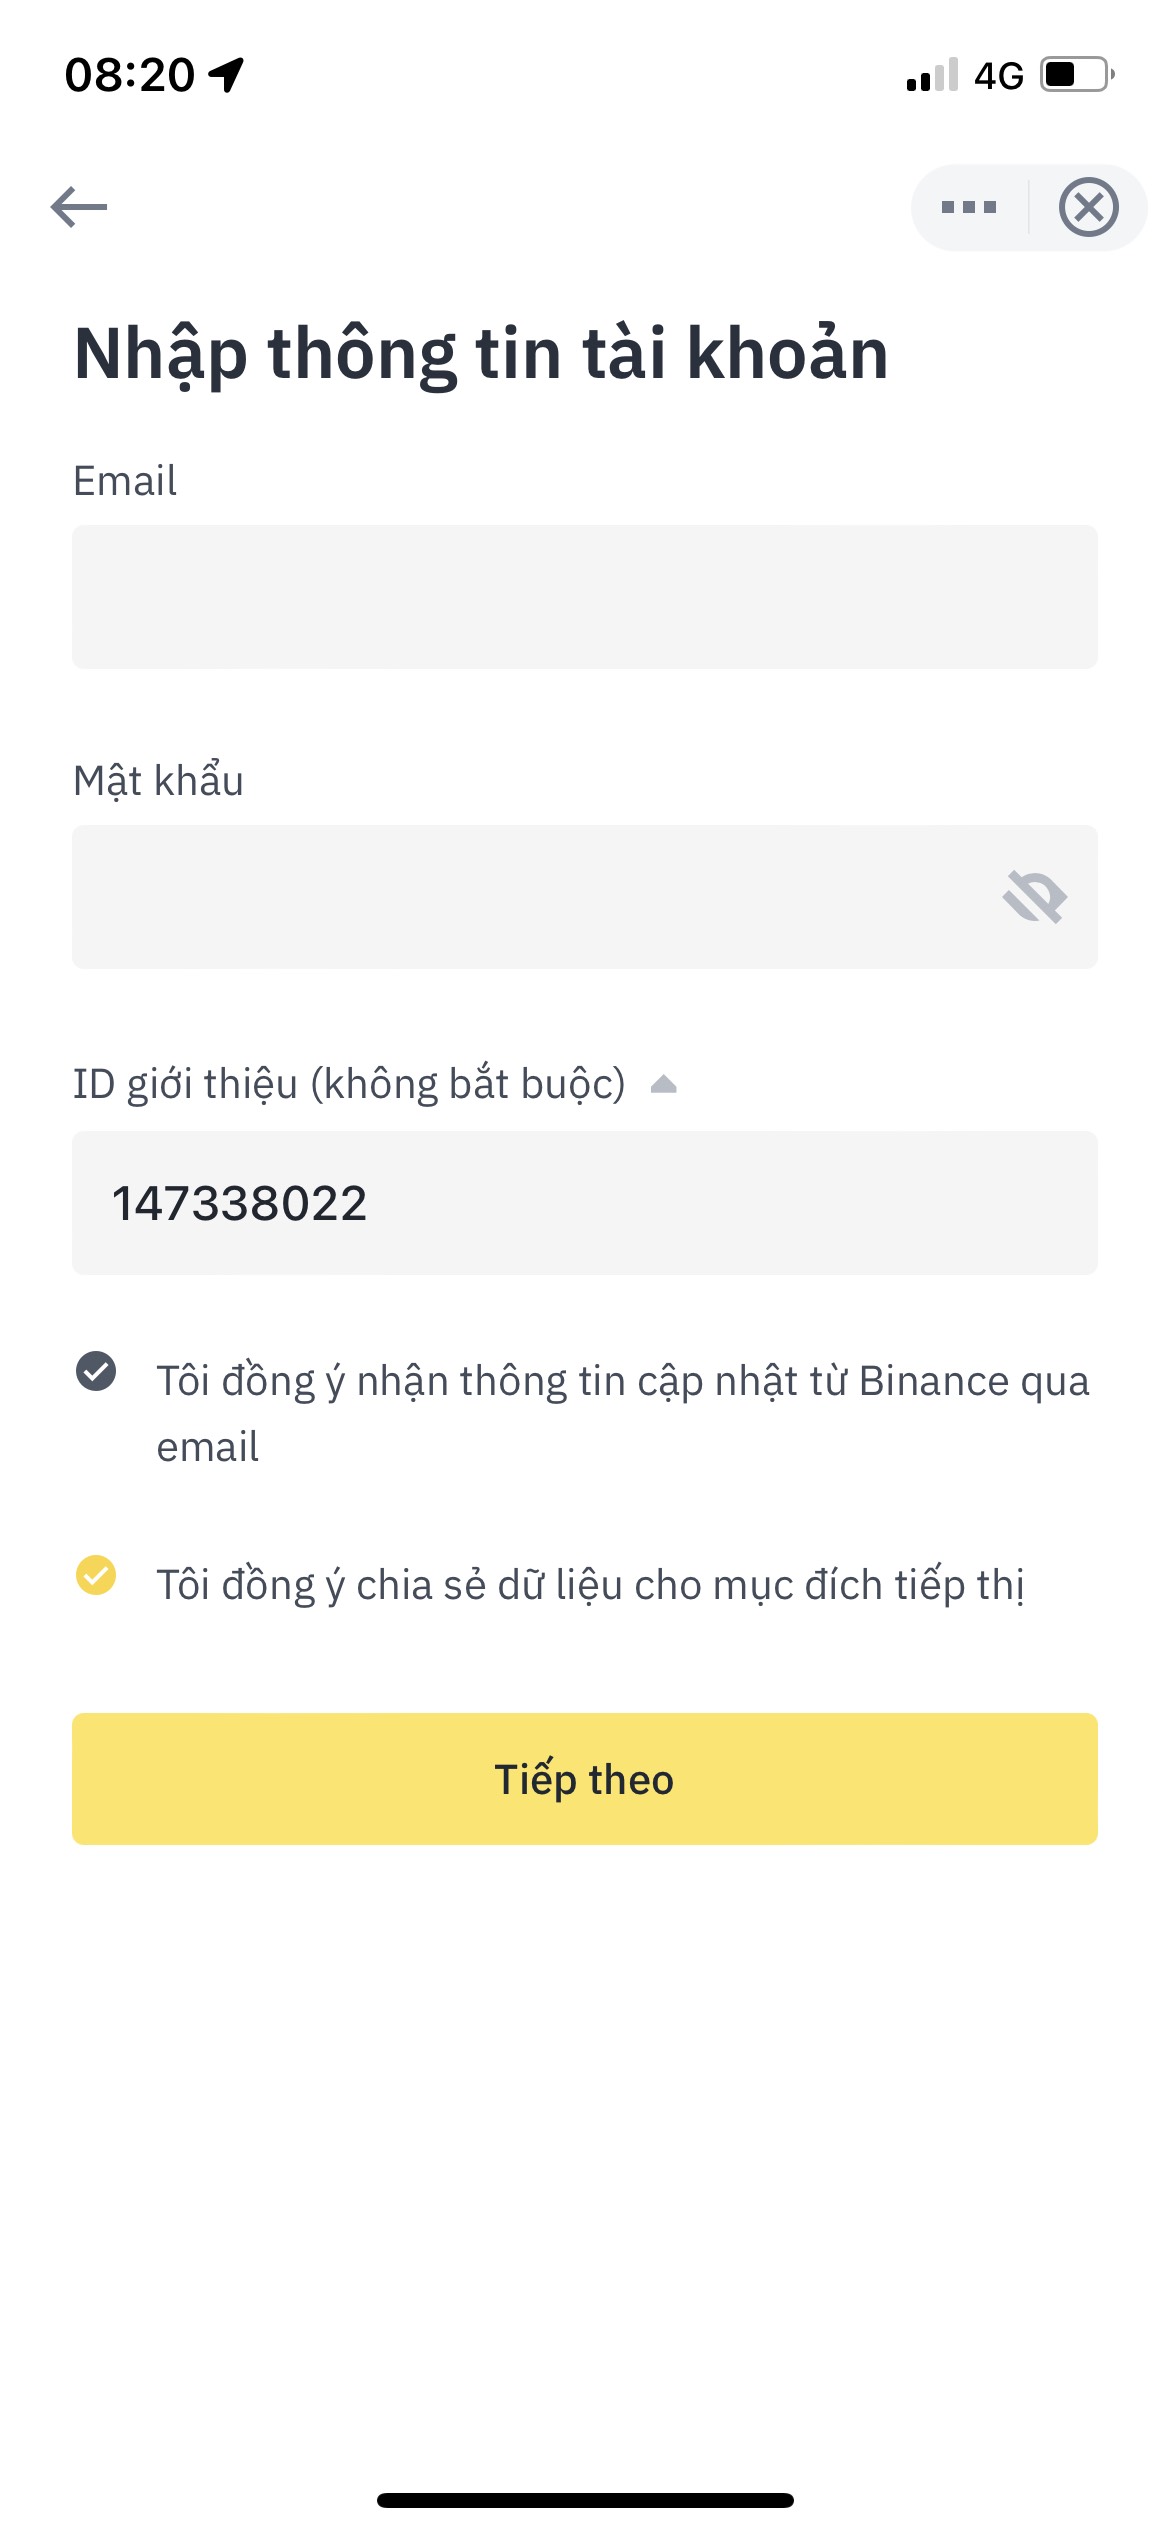 08:20
4G
Nhập thông tin tài khoản
Email
Mật khẩu
ID giới thiệu (không bắt buộc)
147338022
Tôi đồng ý nhận thông tin cập nhật từ Binance qua
email
Tôi đồng ý chia sẻ dữ liệu cho mục đích tiếp thị
Tiếp theo